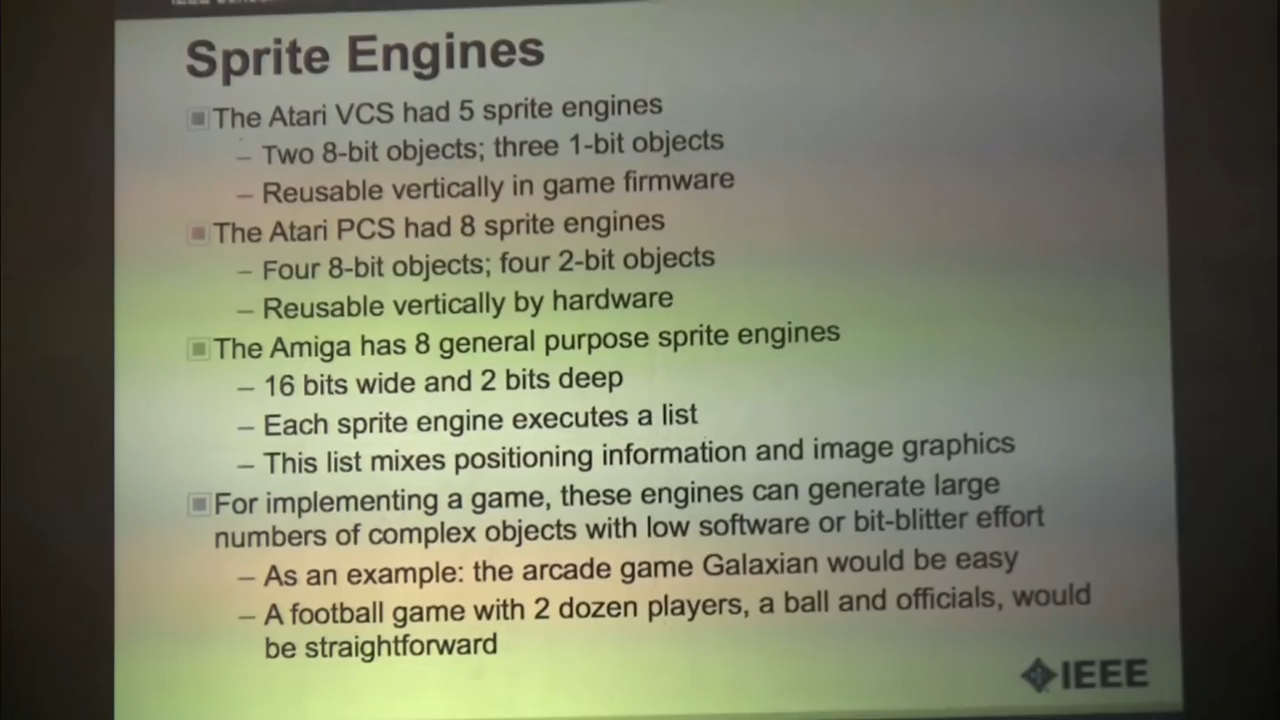 Sprite Engines
The Atari VCS had 5 sprite engines
– Two 8-bit objects; three 1-bit objects
– Reusable vertically in game firmware
The Atari PCS had 8 sprite engines
– Four 8-bit objects; four 2-bit objects
– Reusable vertically by hardware
The Amiga has 8 general purpose sprite engines
– 16 bits wide and 2 bits deep
– Each sprite engine executes a list
– This list mixes positioning information and image graphics
For implementing a game, these engines can generate large
numbers of complex objects with low software or bit-blitter effort
– As an example: the arcade game Galaxian would be easy
– A football game with 2 dozen players, a ball and officials, would
be straightforward
IEEE